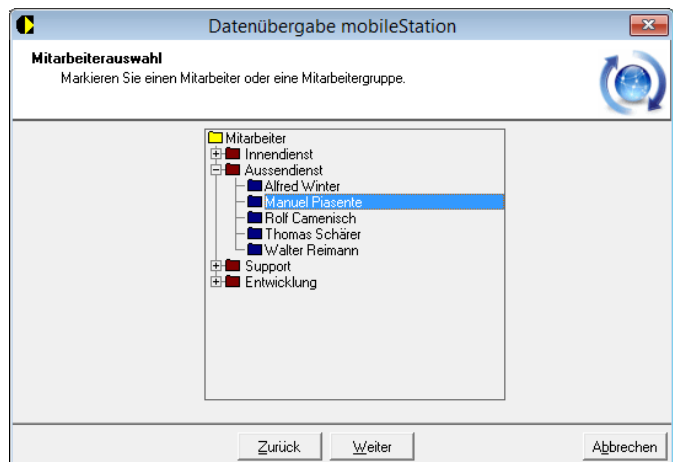 Datenübergabe mobileStation
Mitarbeiterauswahl
Markieren Sie einen Mitarbeiter oder eine Mitarbeitergruppe.
Mitarbeiter
Innendienst
Aussendienst
Alfred Winter
Manuel Piasente
Rolf Camenisch
Thomas Schärer
Walter Reimann
Support
Entwicklung
Zurück Weiter Abbrechen